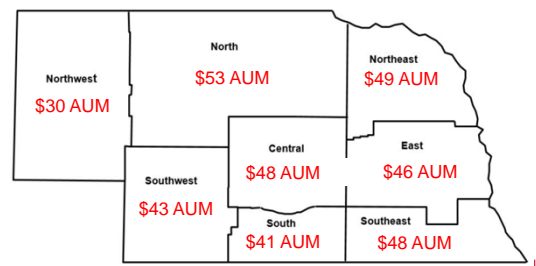 North
$53 AUM
Northeast
$49 AUM
Northwest
$30 AUM
Central
$48 AUM
East
$46 AUM
Southwest
$43 AUM
South
$41 AUM
Southeast
$48 AUM